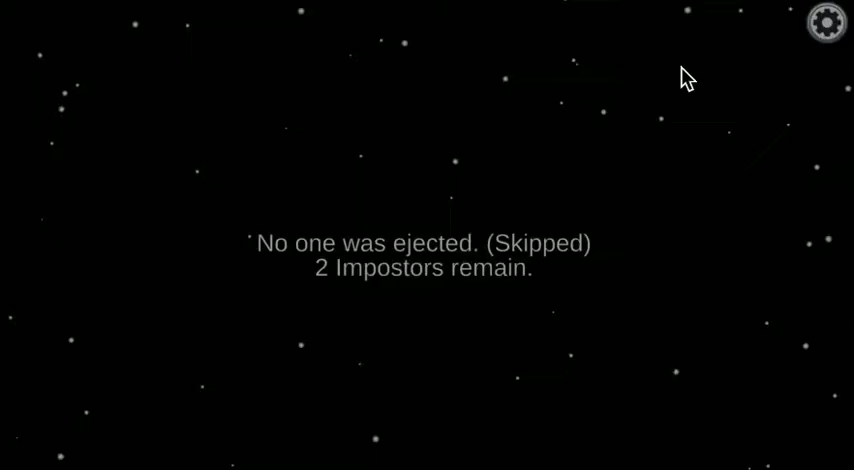 No one was ejected. (Skipped)
2 Impostors remain.